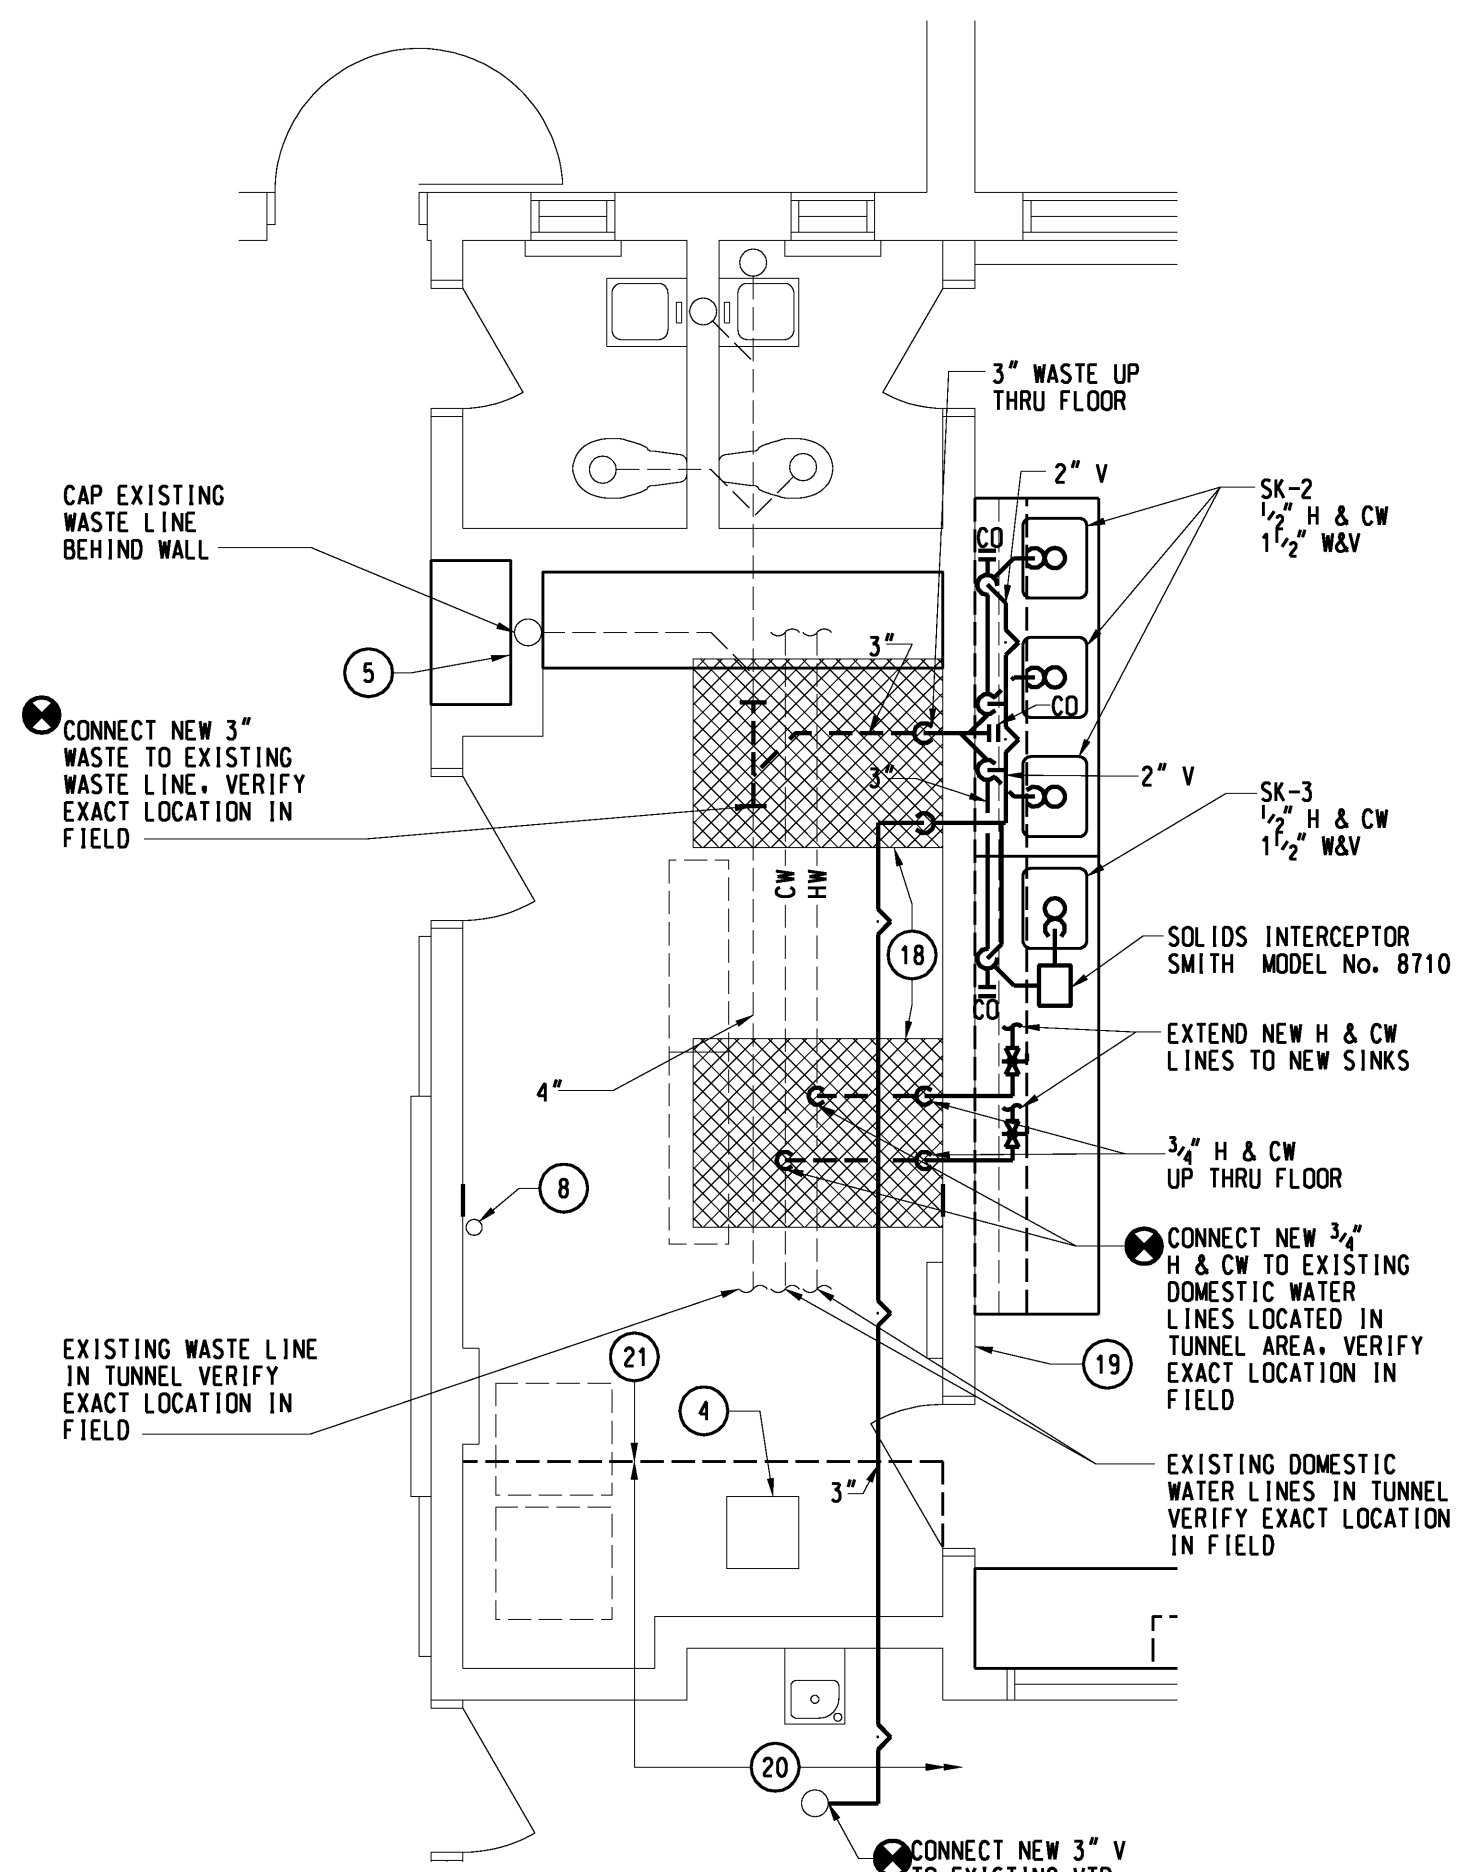 3" WASTE UP
THRU FLOOR
2" V
SK-2
1/2" H & CW
1 1/2" W&V
CAP EXISTING
WASTE LINE
BEHIND WALL
CO
5
3"
CO
CONNECT NEW 3"
WASTE TO EXISTING
WASTE LINE. VERIFY
EXACT LOCATION IN
FIELD
3"
2" V
SK-3
1/2" H & CW
1 1/2" W&V
CW
HW
18
SOLIDS INTERCEPTOR
SMITH MODEL No. 8710
CO
EXTEND NEW H & CW
LINES TO NEW SINKS
4"
3/4" H & CW
UP THRU FLOOR
8
CONNECT NEW 3/4"
H & CW TO EXISTING
DOMESTIC WATER
LINES LOCATED IN
TUNNEL AREA. VERIFY
EXACT LOCATION IN
FIELD
EXISTING WASTE LINE
IN TUNNEL VERIFY
EXACT LOCATION IN
FIELD
21
19
4
3"
EXISTING DOMESTIC
WATER LINES IN TUNNEL
VERIFY EXACT LOCATION
IN FIELD
20
CONNECT NEW 3" V
TO EXISTING VTR